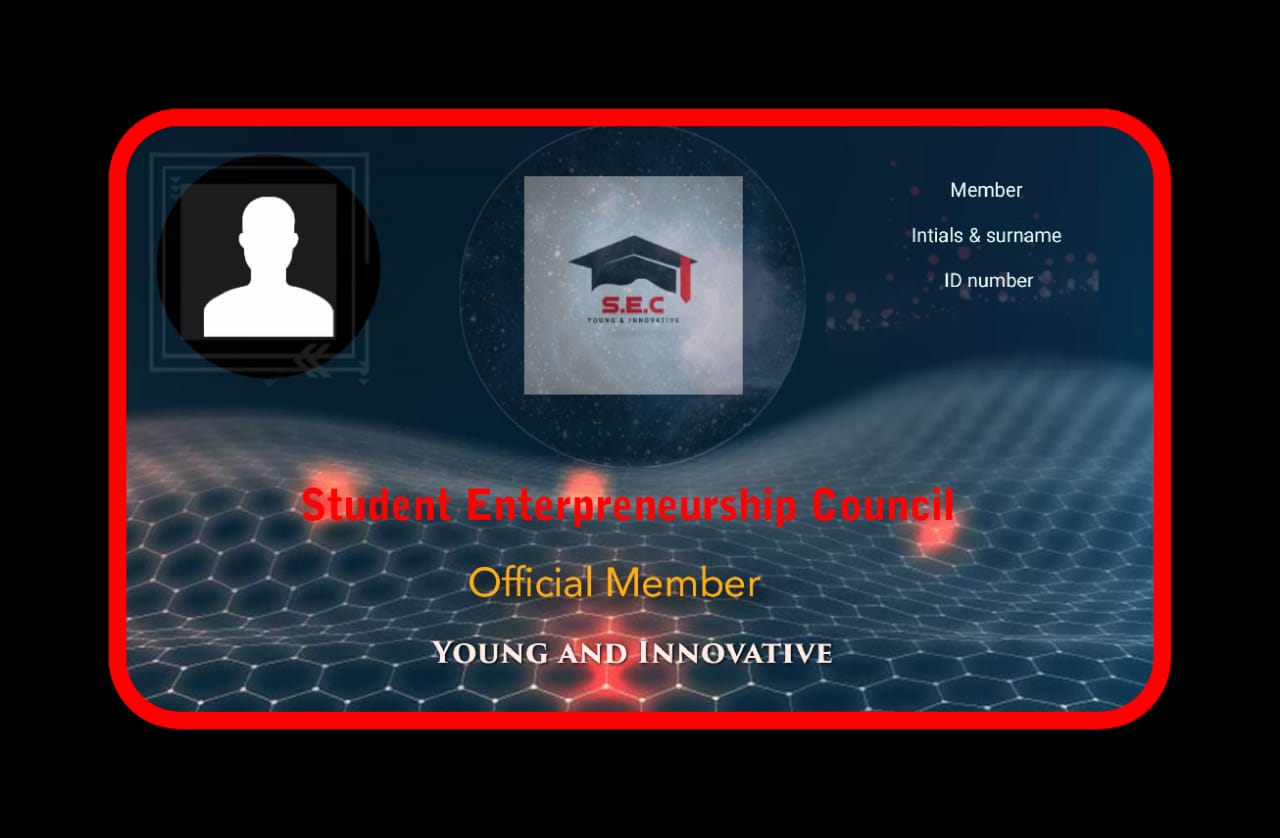 Member
Intials & surname
ID number
S.E.C
YOUNG & INNOVATIVE
Student Enterpreneurship Council
Official Member
YOUNG AND INNOVATIVE